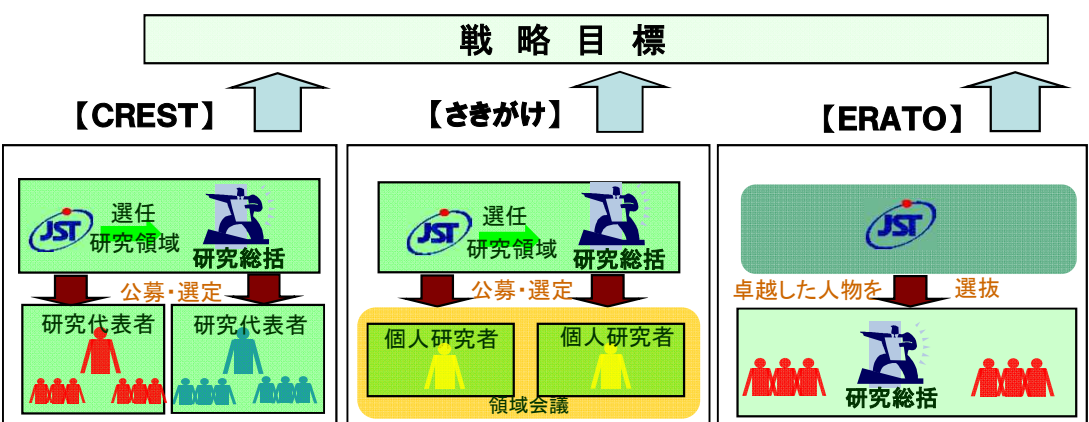 戦略目標
【CREST】
【さきがけ】
【ERATO】
JST
選任
研究領域
研究総括
公募・選定
研究代表者
研究代表者
JST
選任
研究領域
研究総括
公募・選定
個人研究者
個人研究者
領域会議
JST
卓越した人物を
選抜
研究総括